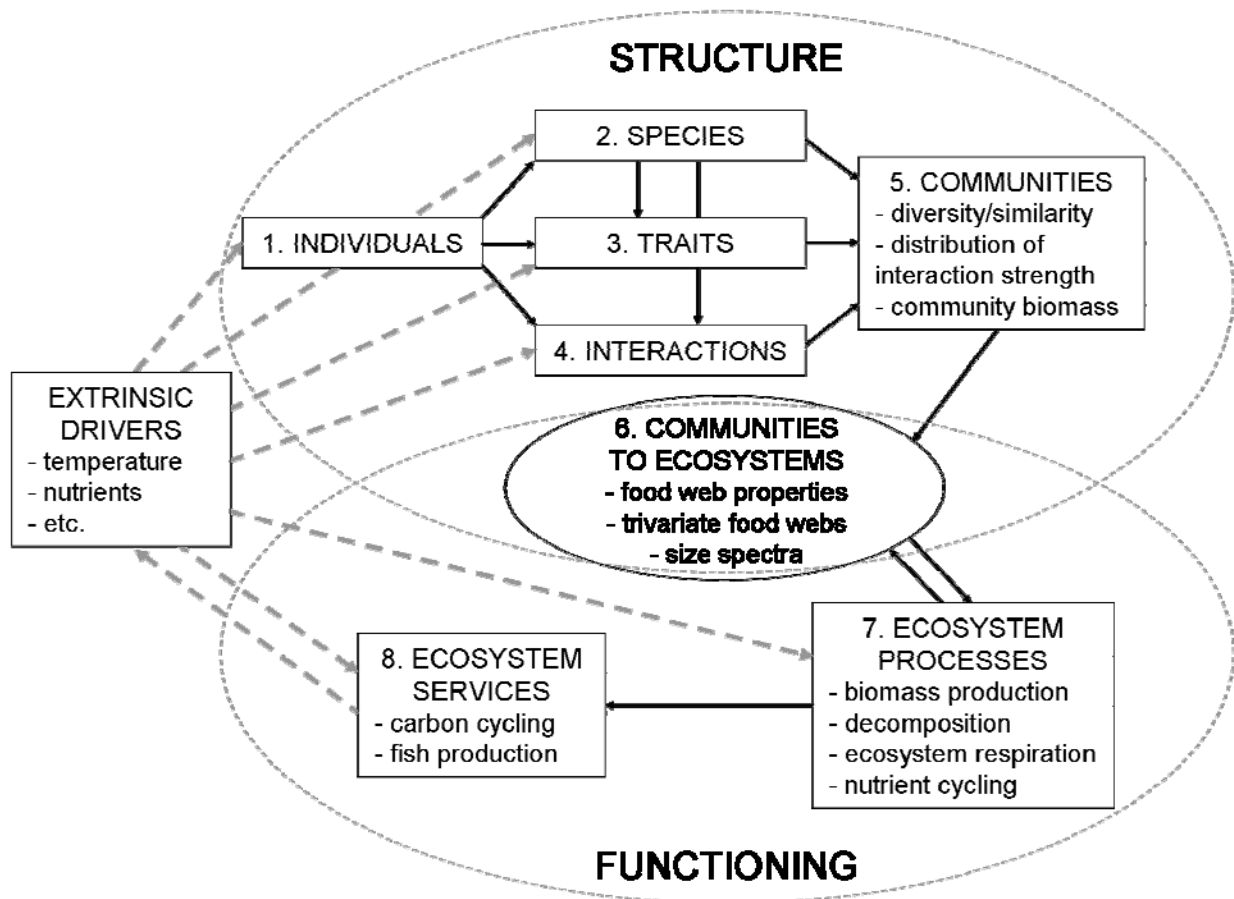 STRUCTURE
2. SPECIES
1. INDIVIDUALS
3. TRAITS
4. INTERACTIONS
5. COMMUNITIES
- diversity/similarity
- distribution of
interaction strength
- community biomass
EXTRINSIC
DRIVERS
- temperature
- nutrients
- etc.
6. COMMUNITIES
TO ECOSYSTEMS
- food web properties
- trivariate food webs
- size spectra
7. ECOSYSTEM
PROCESSES
- biomass production
- decomposition
- ecosystem respiration
- nutrient cycling
8. ECOSYSTEM
SERVICES
- carbon cycling
- fish production
FUNCTIONING